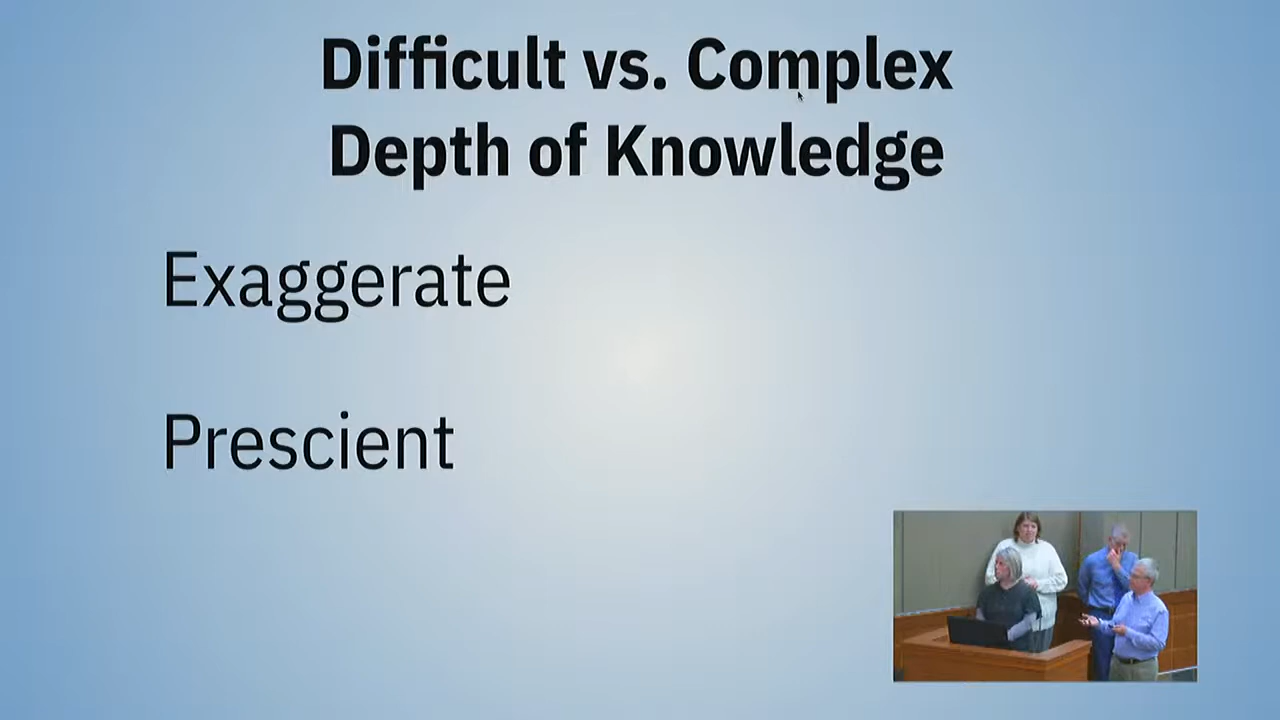 Difficult vs. Complex
Depth of Knowledge
Exaggerate
Prescient